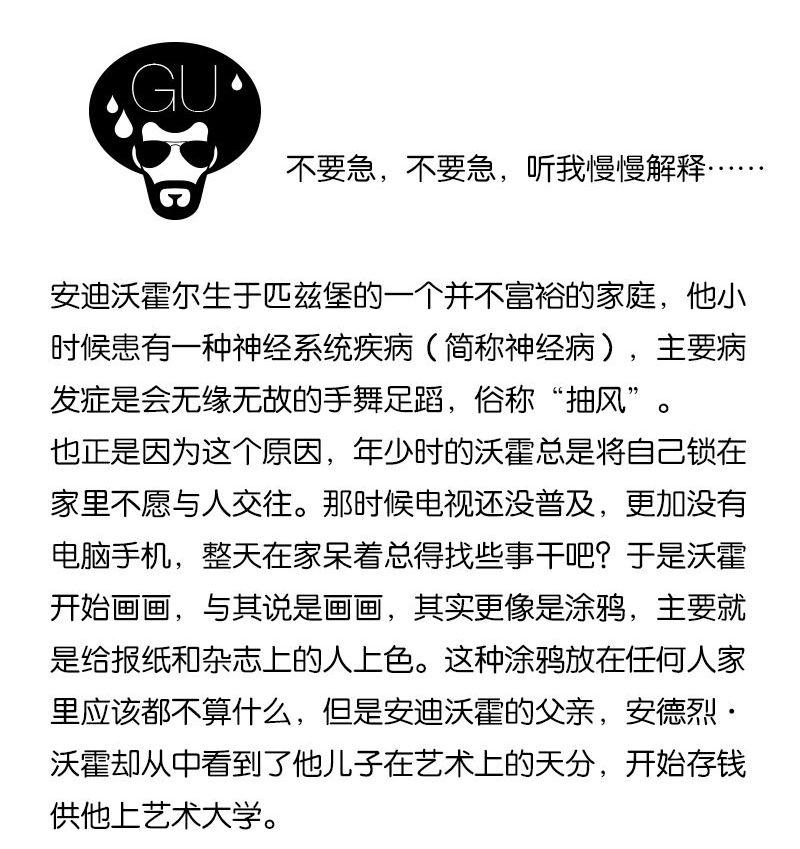 GU
不要急，不要急，听我慢慢解释……
安迪沃霍尔生于匹兹堡的一个并不富裕的家庭，他小
时候患有一种神经系统疾病（简称神经病），主要病
发症是会无缘无故的手舞足蹈，俗称“抽风”。
也正是因为这个原因，年少时的沃霍总是将自己锁在
家里不愿与人交往。那时候电视还没普及，更加没有
电脑手机，整天在家呆着总得找些事干吧？于是沃霍
开始画画，与其说是画画，其实更像是涂鸦，主要就
是给报纸和杂志上的人上色。这种涂鸦放在任何人家
里应该都不算什么，但是安迪沃霍的父亲，安德烈·
沃霍却从中看到了他儿子在艺术上的天分，开始存钱
供他上艺术大学。